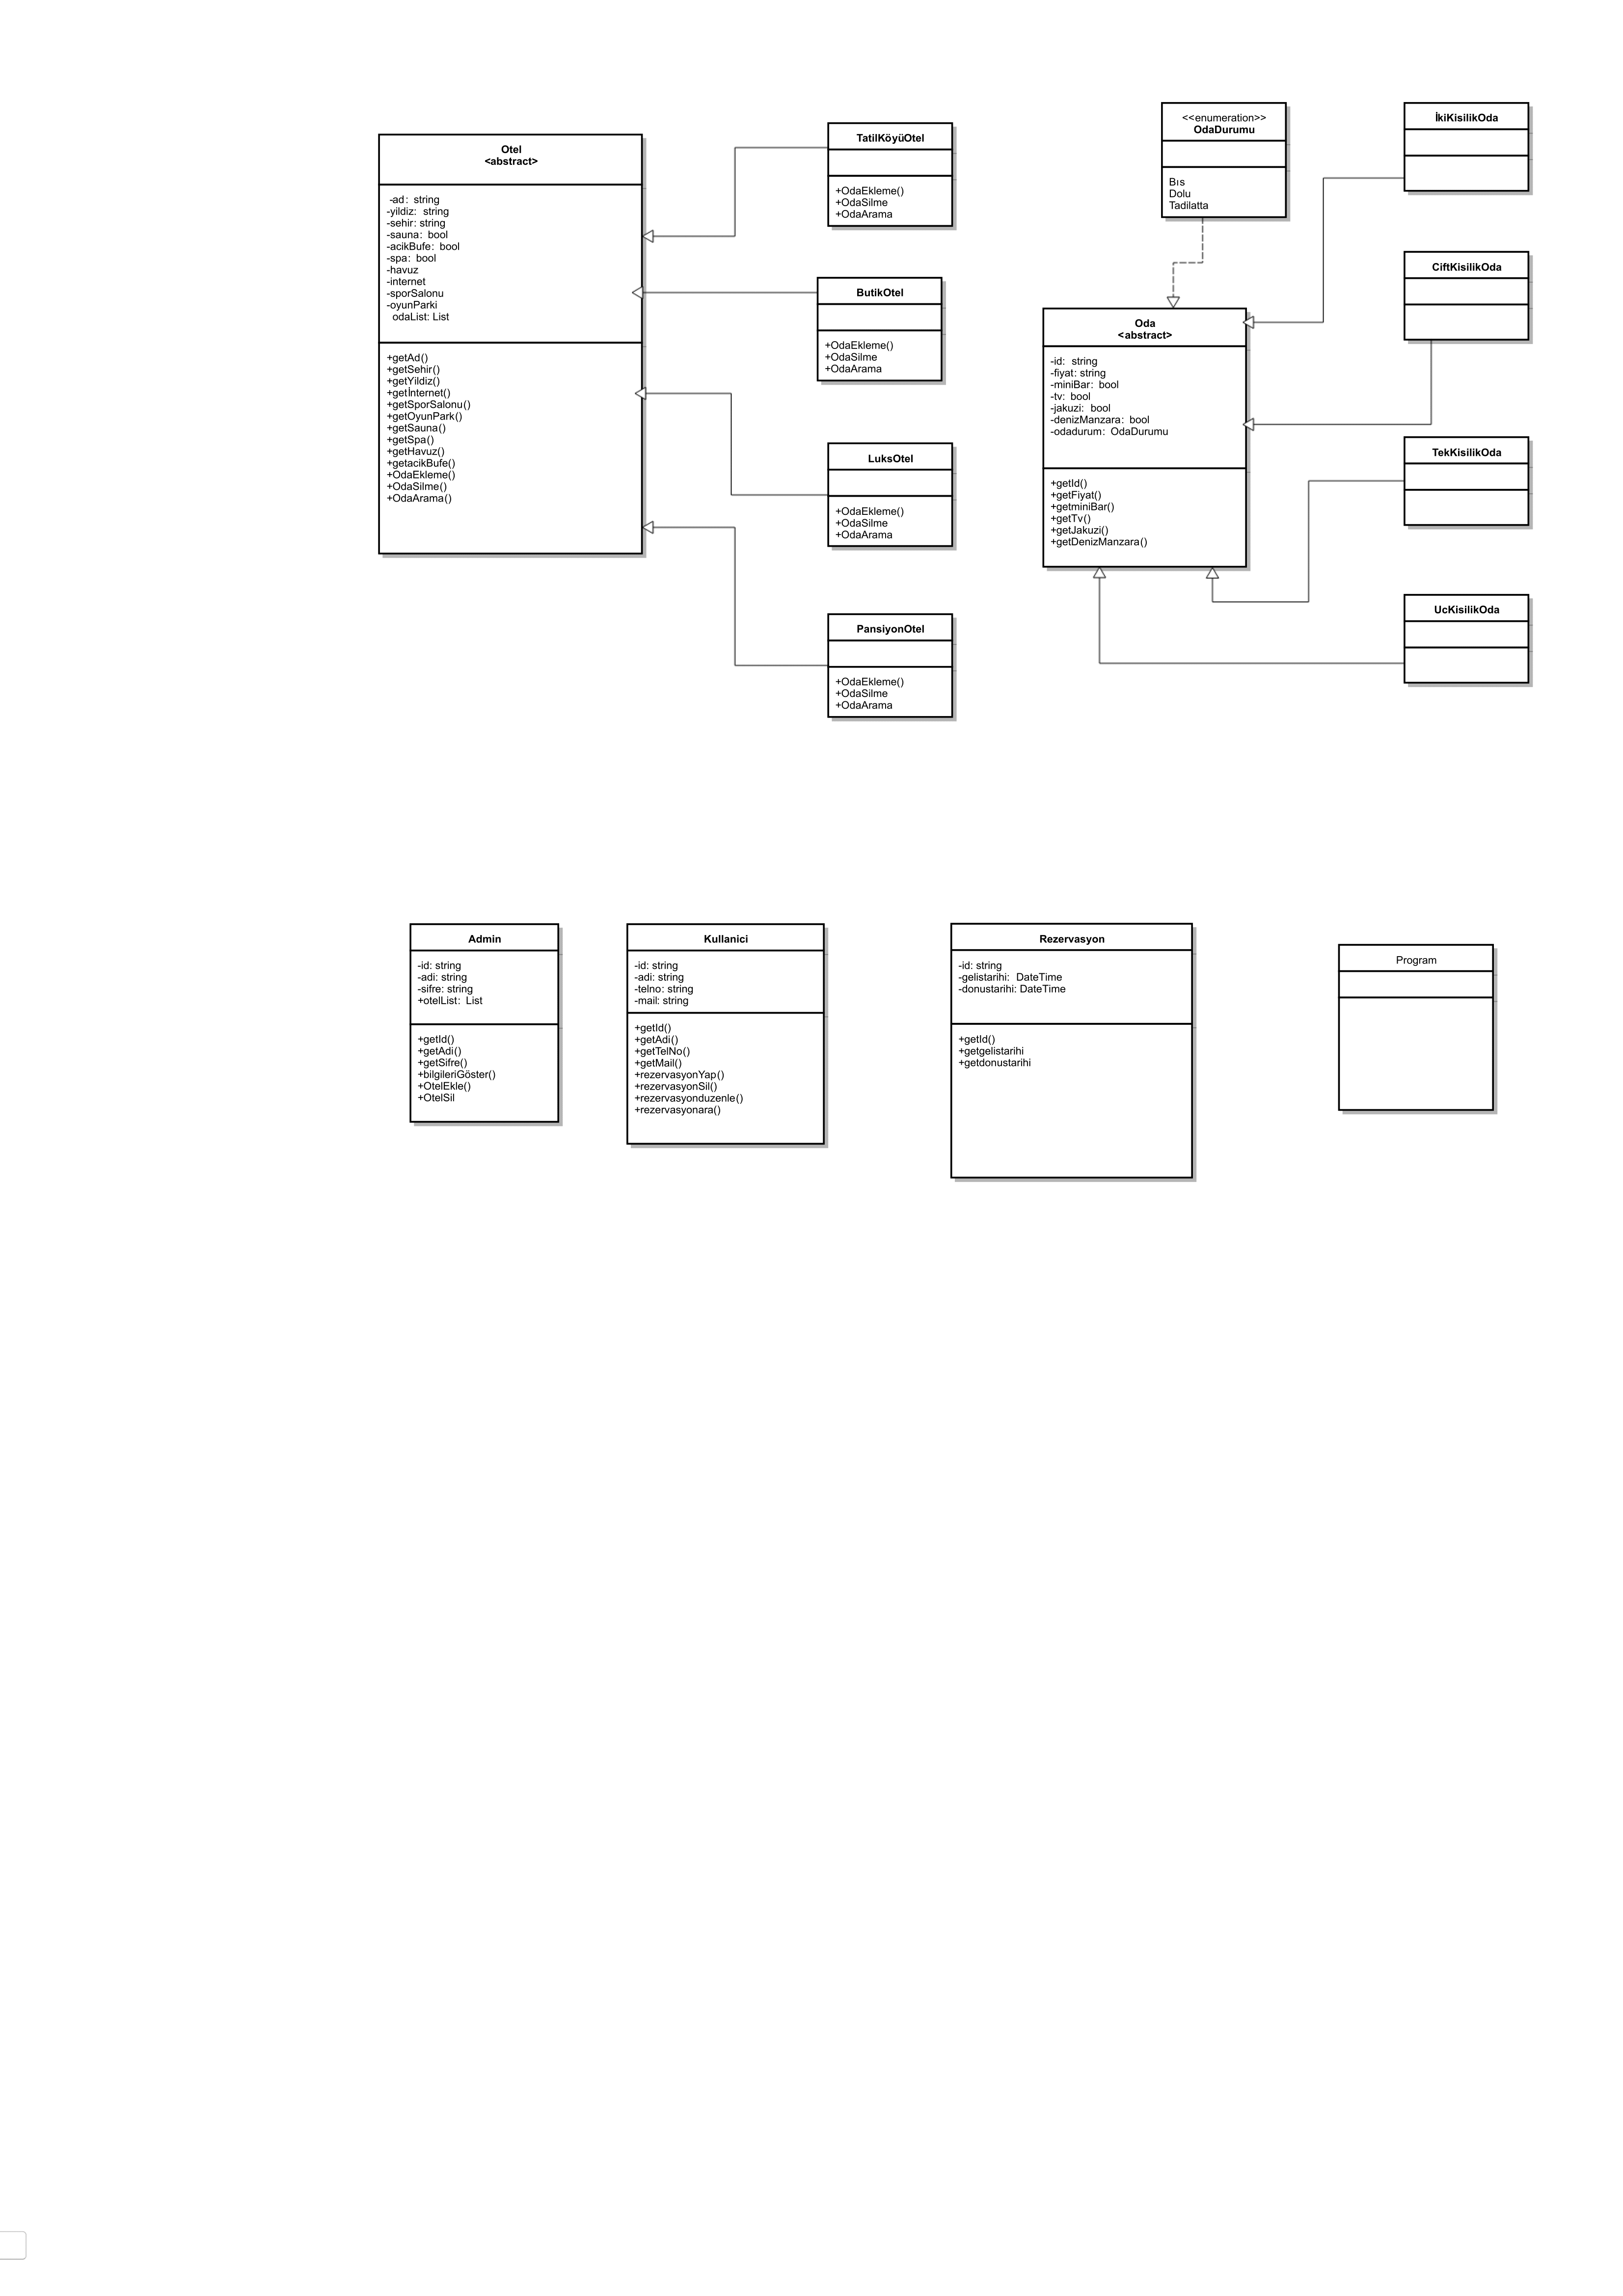 Otel
<abstract>
-ad:  string
-yildiz:  string
-sehir: string
-sauna:  bool
-acikBufe:  bool
-spa:  bool
-havuz
-internet
-sporSalonu
-oyunParki
odaList: List
+getAd()
+getSehir()
+getYildiz()
+getİnternet()
+getSporSalonu()
+getOyunPark()
+getSauna()
+getSpa()
+getHavuz()
+getacikBufe()
+OdaEkleme()
+OdaSilme()
+OdaArama()
TatilKöyüOtel
+OdaEkleme()
+OdaSilme
+OdaArama
ButikOtel
+OdaEkleme()
+OdaSilme
+OdaArama
LuksOtel
+OdaEkleme()
+OdaSilme
+OdaArama
PansiyonOtel
+OdaEkleme()
+OdaSilme
+OdaArama
<<enumeration>>
OdaDurumu
Bıs
Dolu
Tadilatta
Oda
<abstract>
-id:  string
-fiyat: string
-miniBar:  bool
-tv:  bool
-jakuzi:  bool
-denizManzara:  bool
-odadurum:  OdaDurumu
+getId()
+getFiyat()
+getminiBar()
+getTv()
+getJakuzi()
+getDenizManzara()
İkiKisilikOda
CiftKisilikOda
TekKisilikOda
UcKisilikOda
Admin
-id: string
-adi: string
-sifre: string
+otelList:  List
+getId()
+getAdi()
+getSifre()
+bilgileriGöster()
+OtelEkle()
+OtelSil
Kullanici
-id: string
-adi: string
-telno: string
-mail: string
+getId()
+getAdi()
+getTelNo()
+getMail()
+rezervasyonYap()
+rezervasyonSil()
+rezervasyonduzenle()
+rezervasyonara()
Rezervasyon
-id: string
-gelistarihi:  DateTime
-donustarihi: DateTime
+getId()
+getgelistarihi
+getdonustarihi
Program